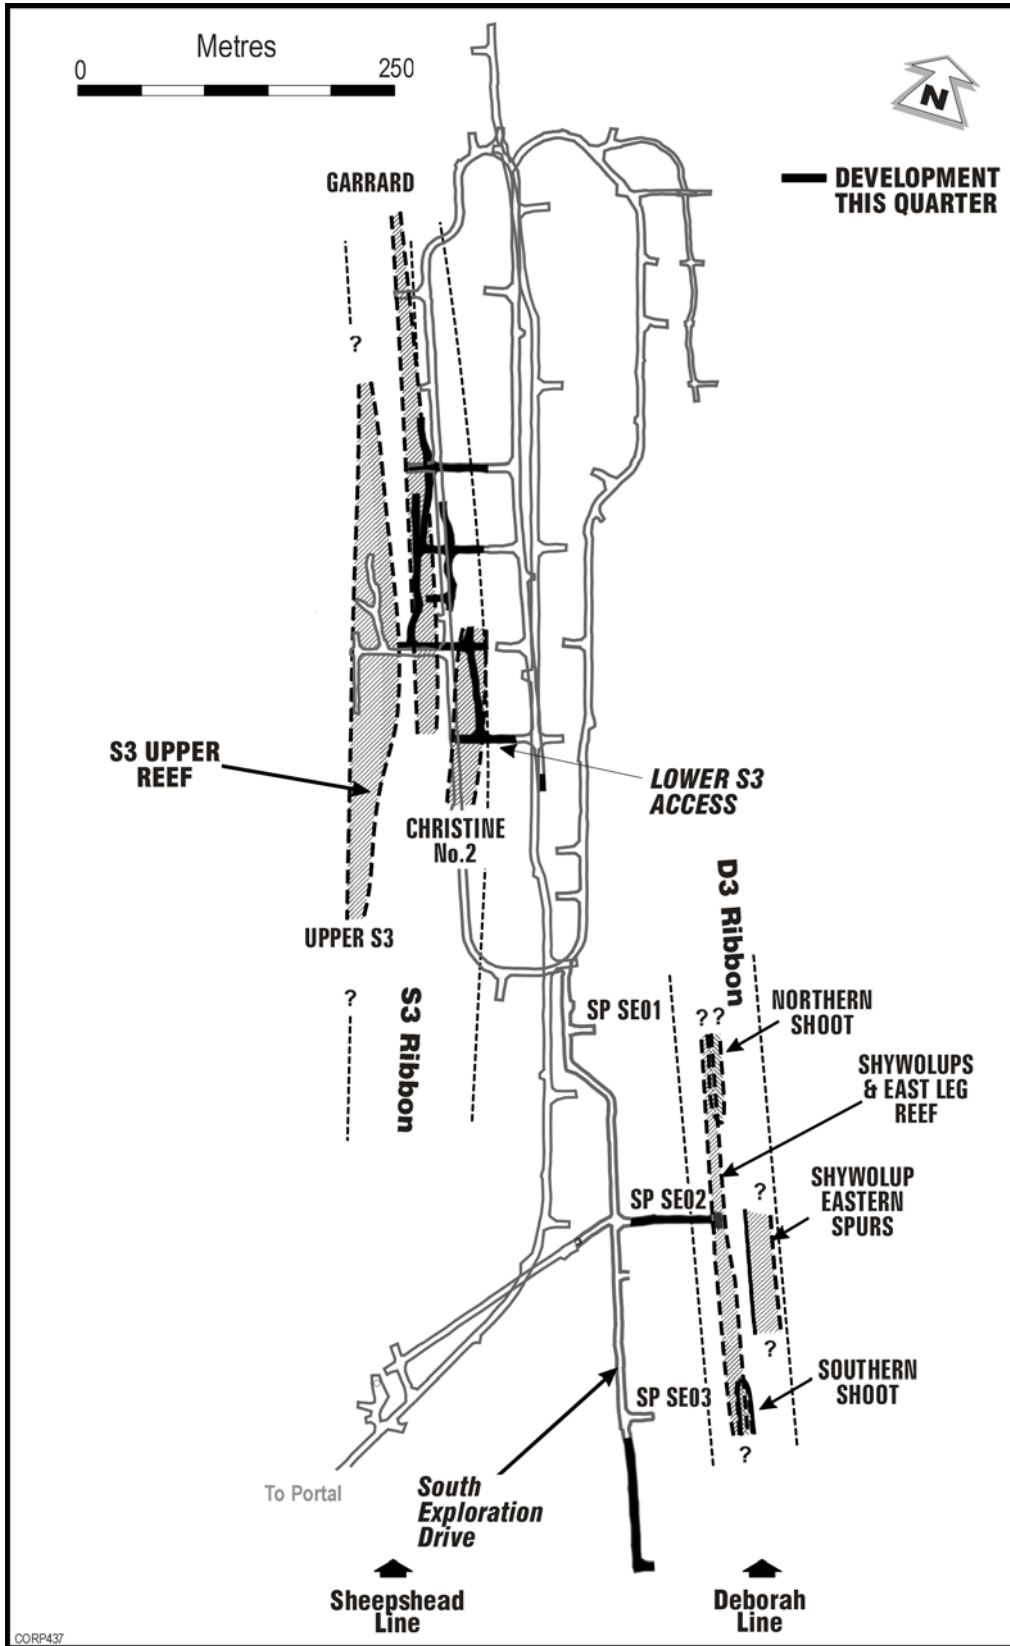 Metres
0 250
N
DEVELOPMENT
THIS QUARTER
GARRARD
?
S3 UPPER
REEF
LOWER S3
ACCESS
CHRISTINE
No.2
UPPER S3
D3 Ribbon
?
S3 Ribbon
SP SE01
? ?
NORTHERN
SHOOT
SHYWOLUPS
& EAST LEG
REEF
SP SE02
?
SHYWOLUP
EASTERN
SPURS
?
SP SE03
SOUTHERN
SHOOT
?
To Portal
South
Exploration
Drive
Sheepshead
Line
Deborah
Line
CORP437